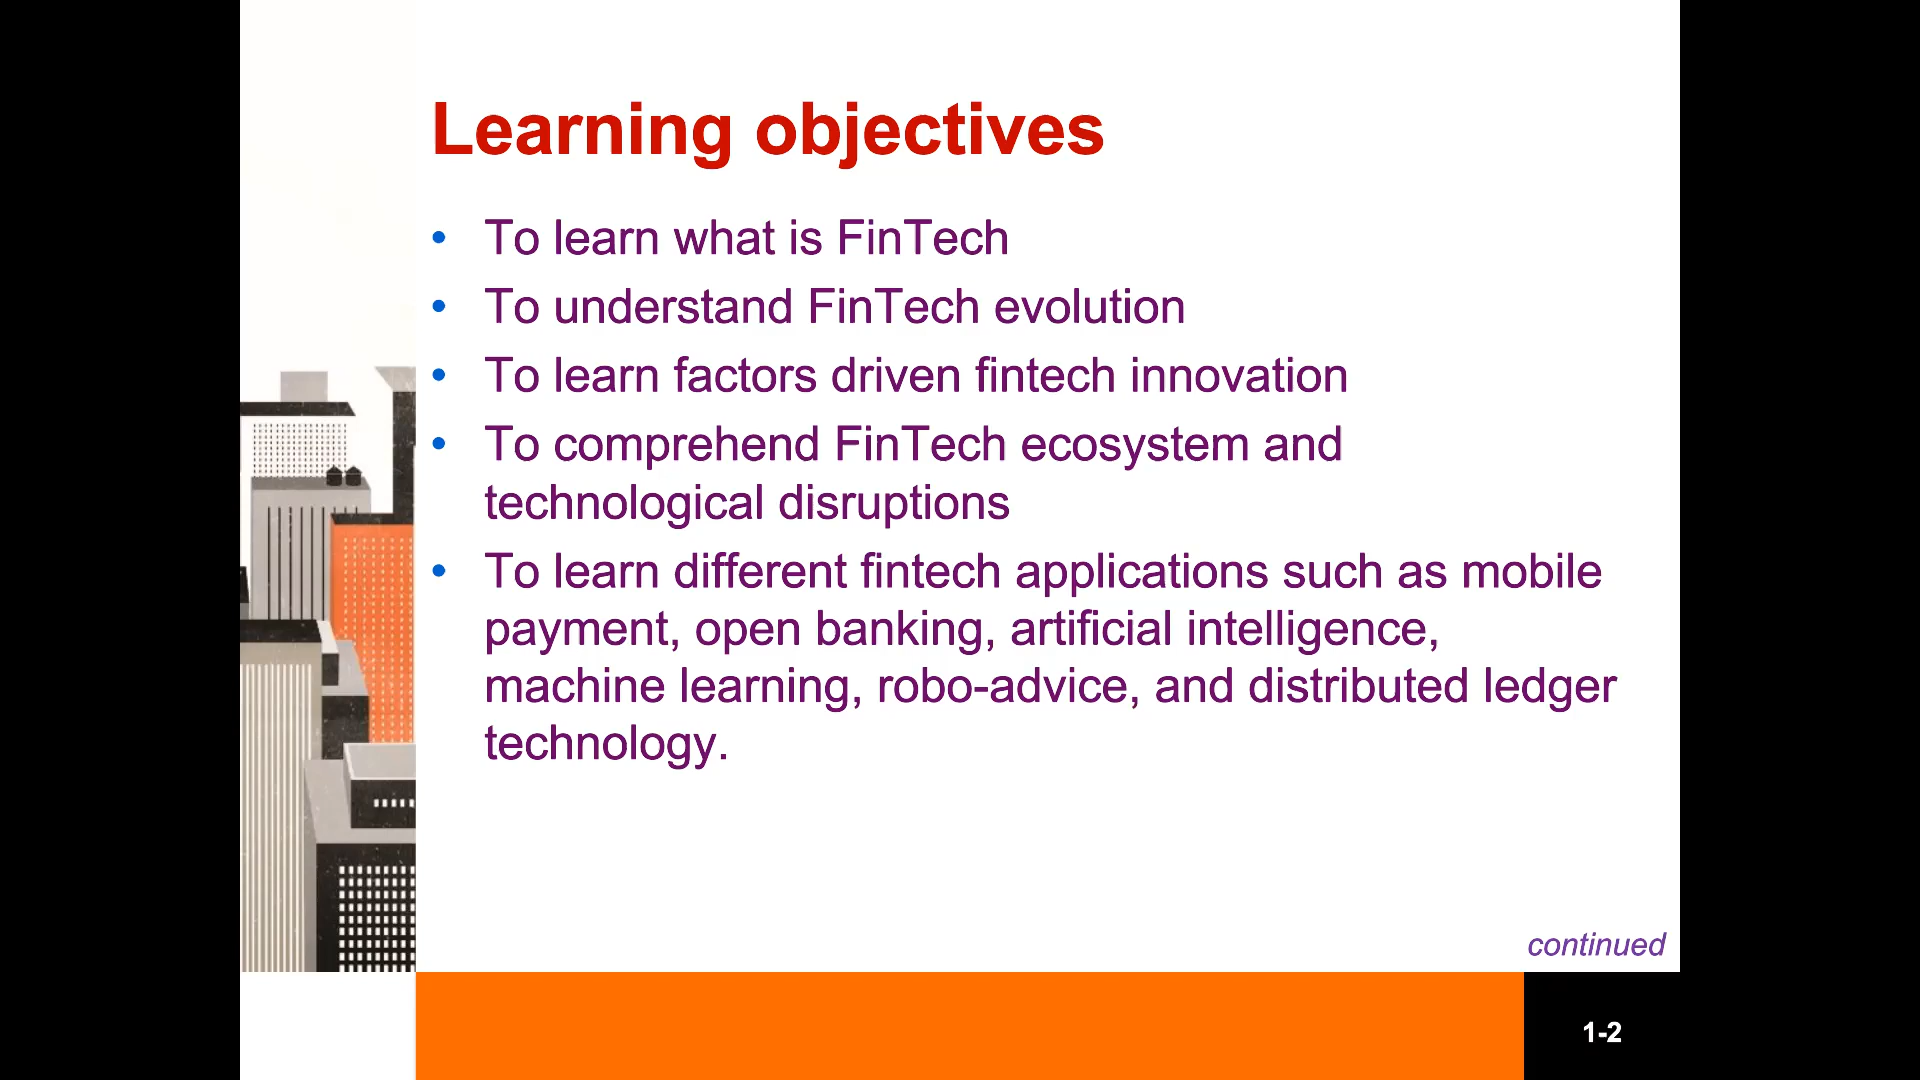 Learning objectives
• To learn what is FinTech
• To understand FinTech evolution
• To learn factors driven fintech innovation
• To comprehend FinTech ecosystem and
technological disruptions
• To learn different fintech applications such as mobile
payment, open banking, artificial intelligence,
machine learning, robo-advice, and distributed ledger
technology.
continued
1-2